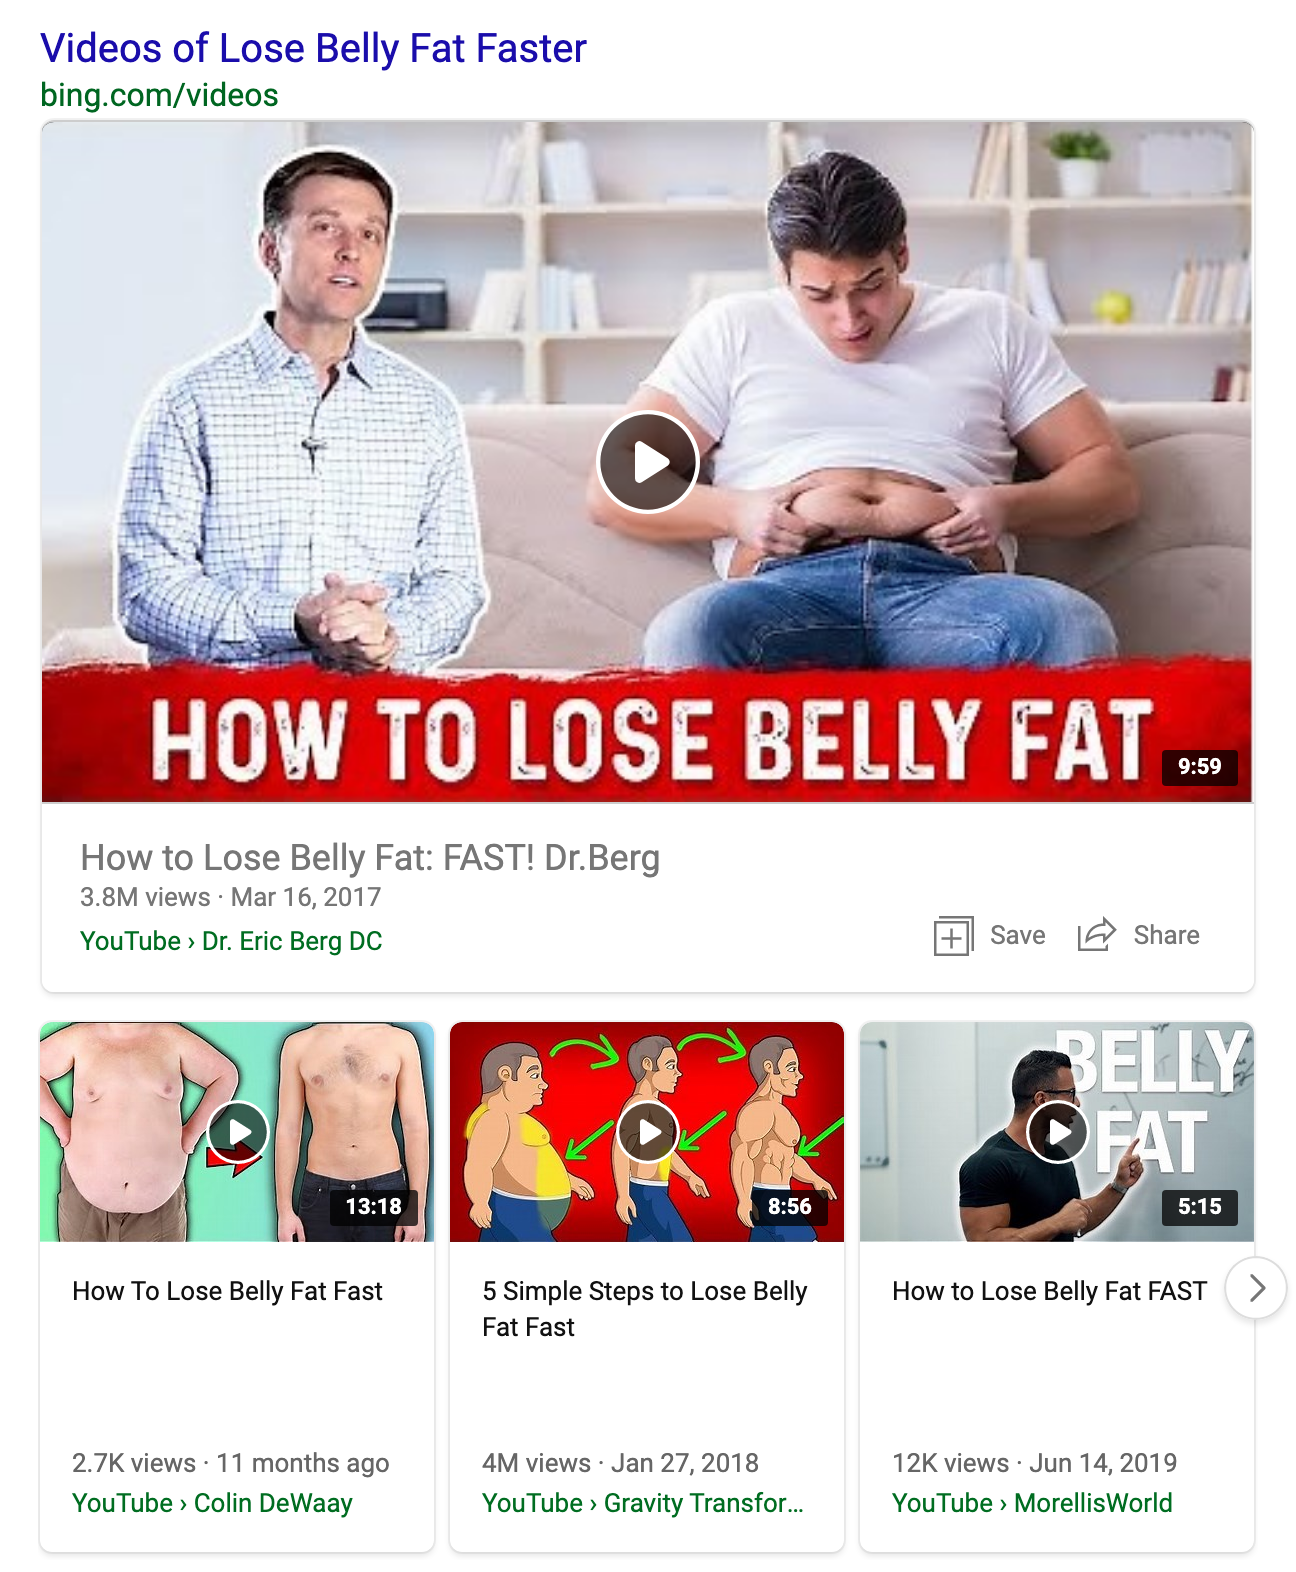 Videos of Lose Belly Fat Faster
bing.com/videos
HOW TO LOSE BELLY FAT
9:59
How to Lose Belly Fat: FAST! Dr.Berg
3.8M views · Mar 16, 2017
YouTube › Dr. Eric Berg DC
Save
Share
13:18
How To Lose Belly Fat Fast
2.7K views · 11 months ago
YouTube › Colin DeWaay
8:56
5 Simple Steps to Lose Belly
Fat Fast
4M views · Jan 27, 2018
YouTube › Gravity Transfor...
BELLY
FAT
5:15
How to Lose Belly Fat FAST
12K views · Jun 14, 2019
YouTube › MorellisWorld